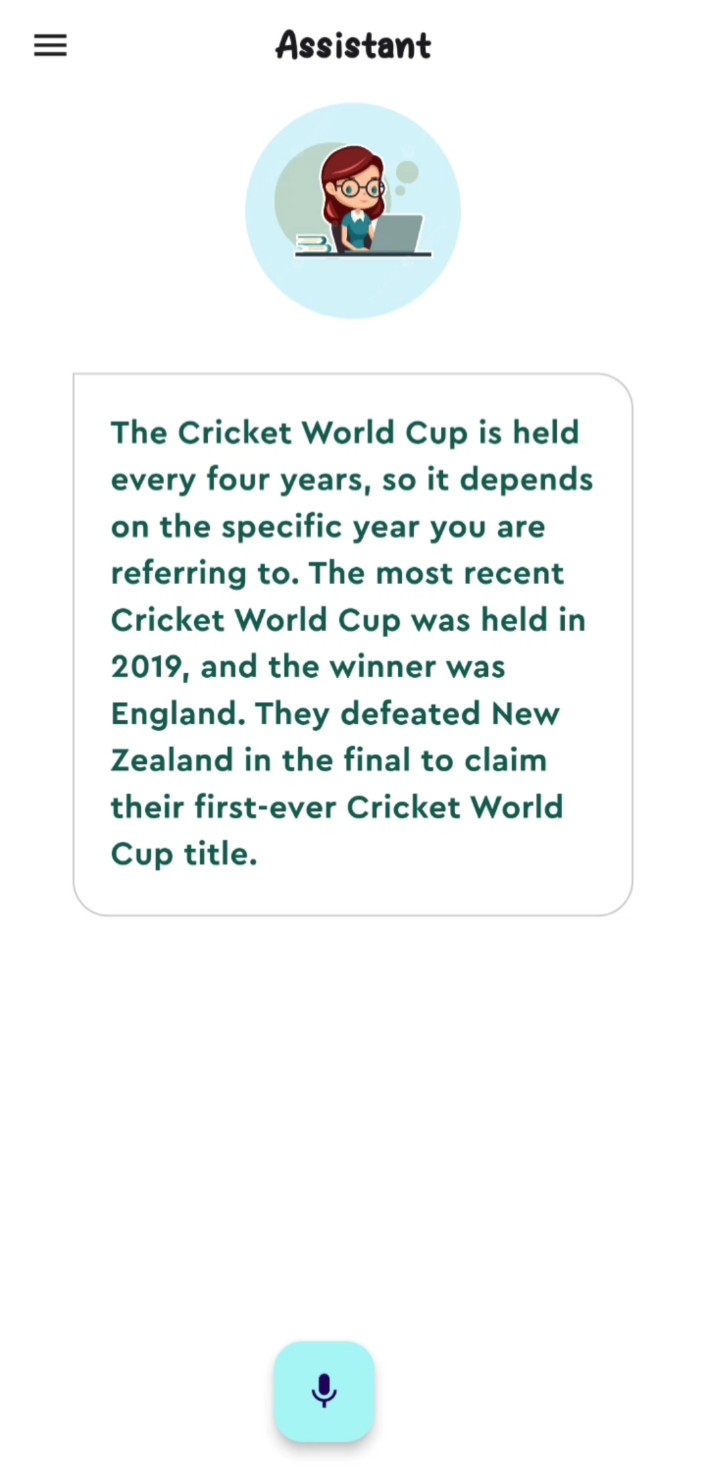 Assistant
The Cricket World Cup is held
every four years, so it depends
on the specific year you are
referring to. The most recent
Cricket World Cup was held in
2019, and the winner was
England. They defeated New
Zealand in the final to claim
their first-ever Cricket World
Cup title.